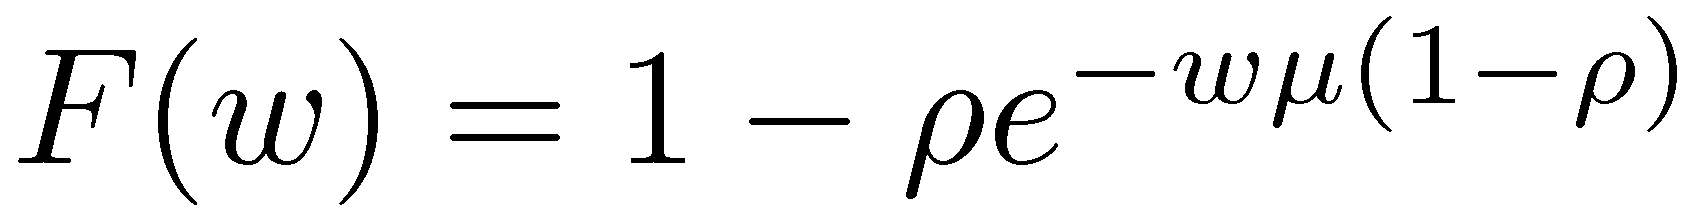 F(w) = 1 − ρe^{−wμ(1−ρ)}